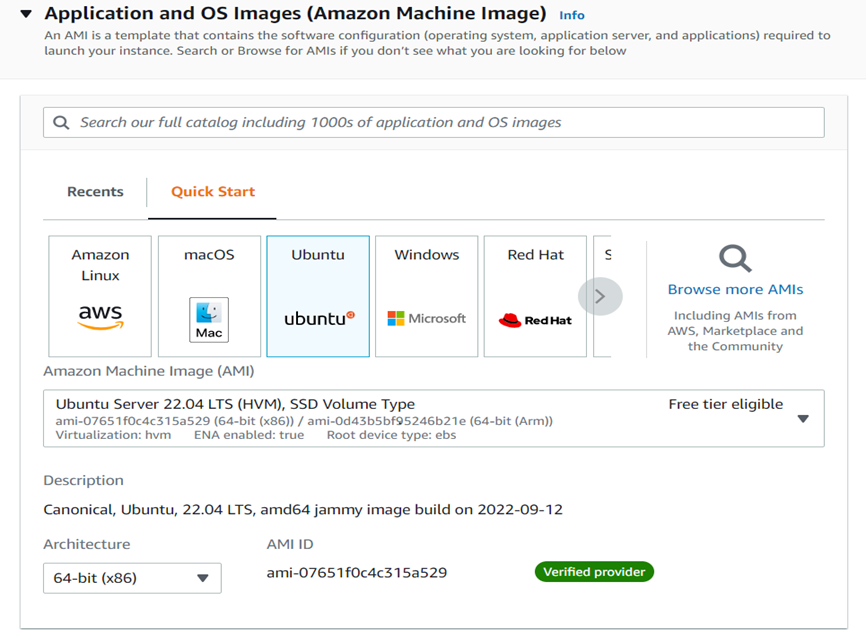 Application and OS Images (Amazon Machine Image) Info
An AMI is a template that contains the software configuration (operating system, application server, and applications) required to
launch your instance. Search or Browse for AMIs if you don't see what you are looking for below
Search our full catalog including 1000s of application and OS images
Recents
Quick Start
Amazon
Linux
aws
macOS
Mac
Ubuntu
ubuntu
Windows
Microsoft
Red Hat
Red Hat
S
Browse more AMIs
Including AMIs from
AWS, Marketplace and
the Community
Amazon Machine Image (AMI)
Ubuntu Server 22.04 LTS (HVM), SSD Volume Type
Free tier eligible
ami-07651f0c4c315a529 (64-bit (x86)) / ami-0d43b5bf95246b21e (64-bit (Arm))
Virtualization: hvm ENA enabled: true Root device type: ebs
Description
Canonical, Ubuntu, 22.04 LTS, amd64 jammy image build on 2022-09-12
Architecture
AMI ID
64-bit (x86)
ami-07651f0c4c315a529
Verified provider